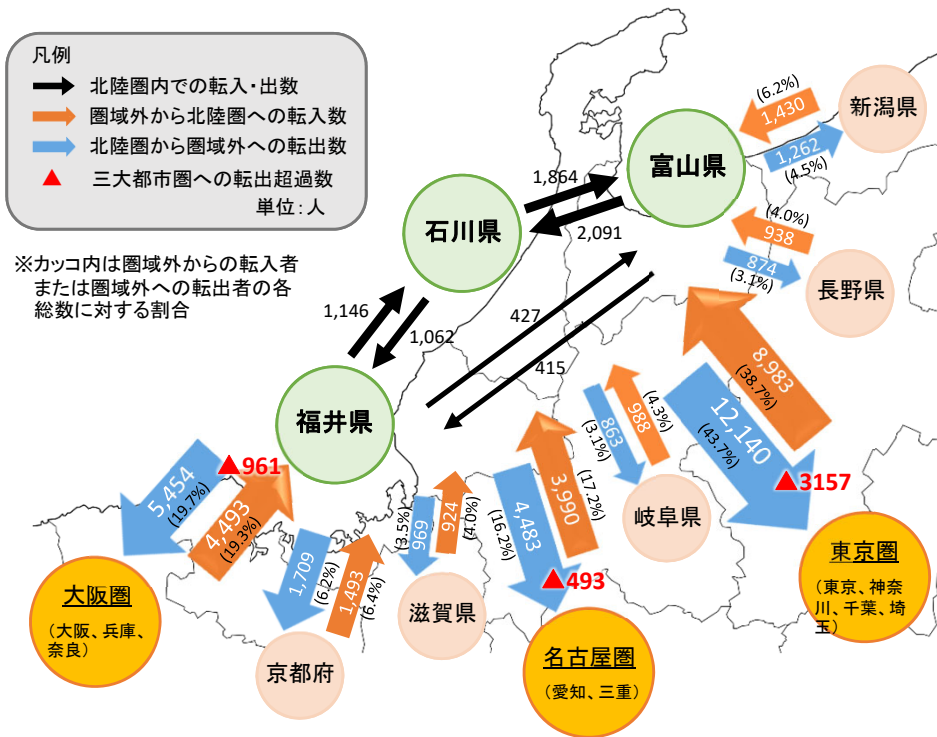 凡例
北陸圏内での転入・出数
圏域外から北陸圏への転入数
北陸圏から圏域外への転出数
三大都市圏への転出超過数
単位：人
※カッコ内は圏域外からの転入者
または圏域外への転出者の各
総数に対する割合
新潟県
(6.2%)
1,430
1,262
(4.5%)
富山県
1,864
2,091
石川県
(4.0%)
938
874
(3.1%)
長野県
1,146
1,062
427
415
福井県
8,983
(38.7%)
12,140
(43.7%)
3157
988
(4.3%)
863
(3.1%)
岐阜県
961
5,454
(19.7%)
4,493
(19.3%)
1,709
(6.2%)
1,493
(6.4%)
(3.5%)
969
924
(4.0%)
3,990
(17.2%)
4,483
(16.2%)
493
東京圏
（東京、神奈
川、千葉、埼
玉）
大阪圏
（大阪、兵庫、
奈良）
京都府
滋賀県
名古屋圏
（愛知、三重）